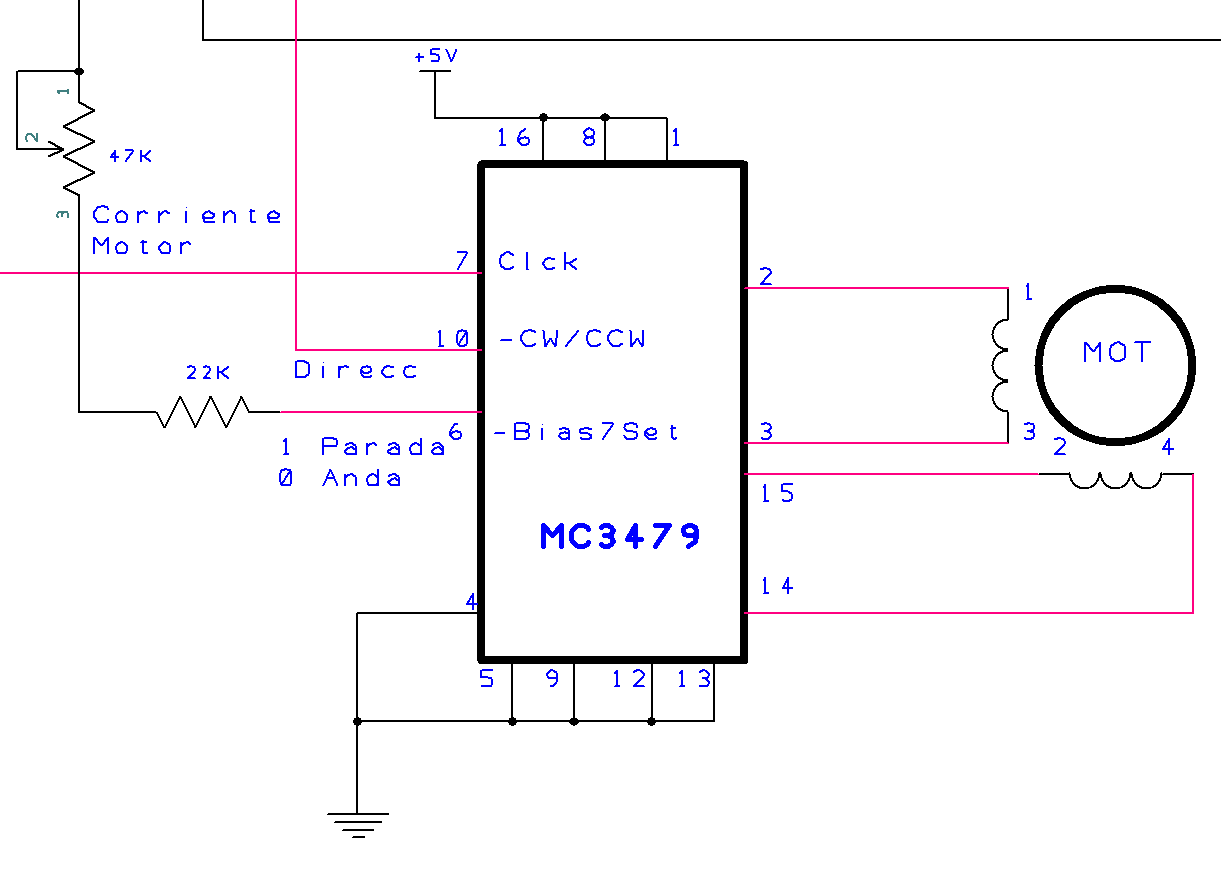 +5V
16 8 1
1
2
47K
3
Corriente
Motor
7 Clck
2
1
10 -CW/CCW
MOT
Direcc
22K
6 -Bias7Set
3
3
2 4
1 Parada
0 Anda
15
MC3479
14
4
5 9 12 13